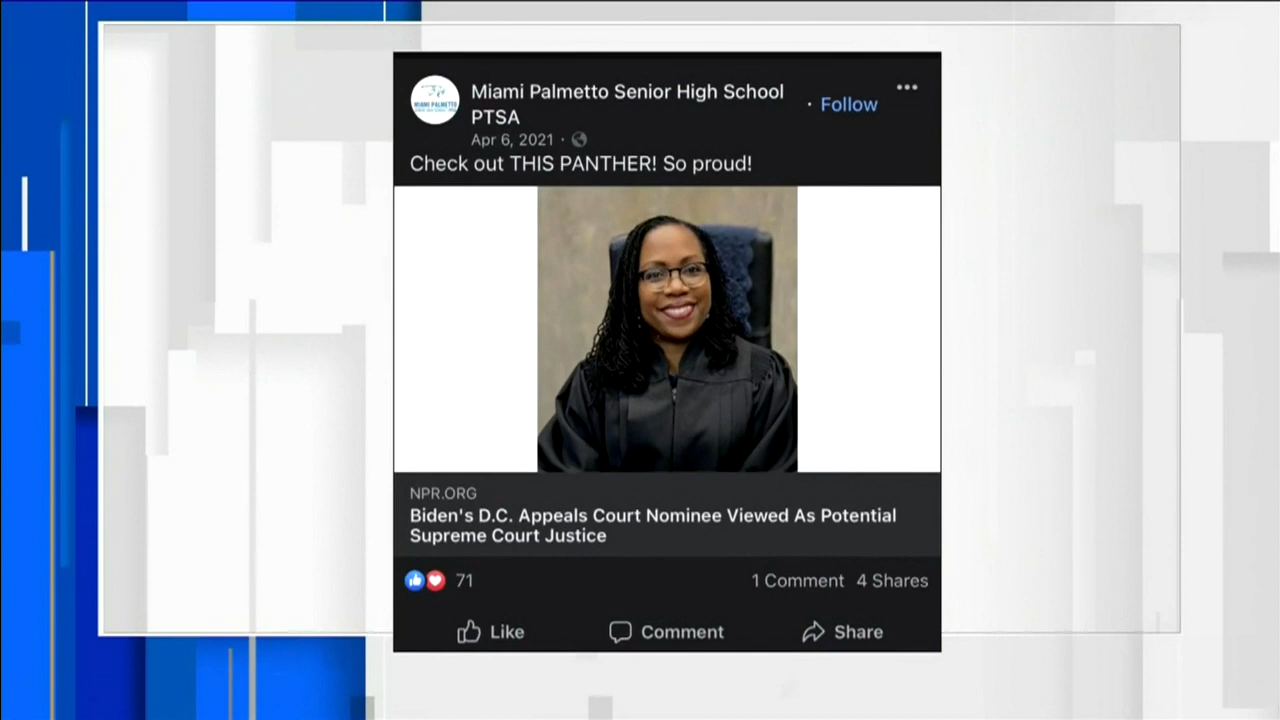 Miami Palmetto Senior High School
PTSA
· Follow
Apr 6, 2021 ·
Check out THIS PANTHER! So proud!
NPR.ORG
Biden's D.C. Appeals Court Nominee Viewed As Potential
Supreme Court Justice
71
1 Comment 4 Shares
Like Comment Share